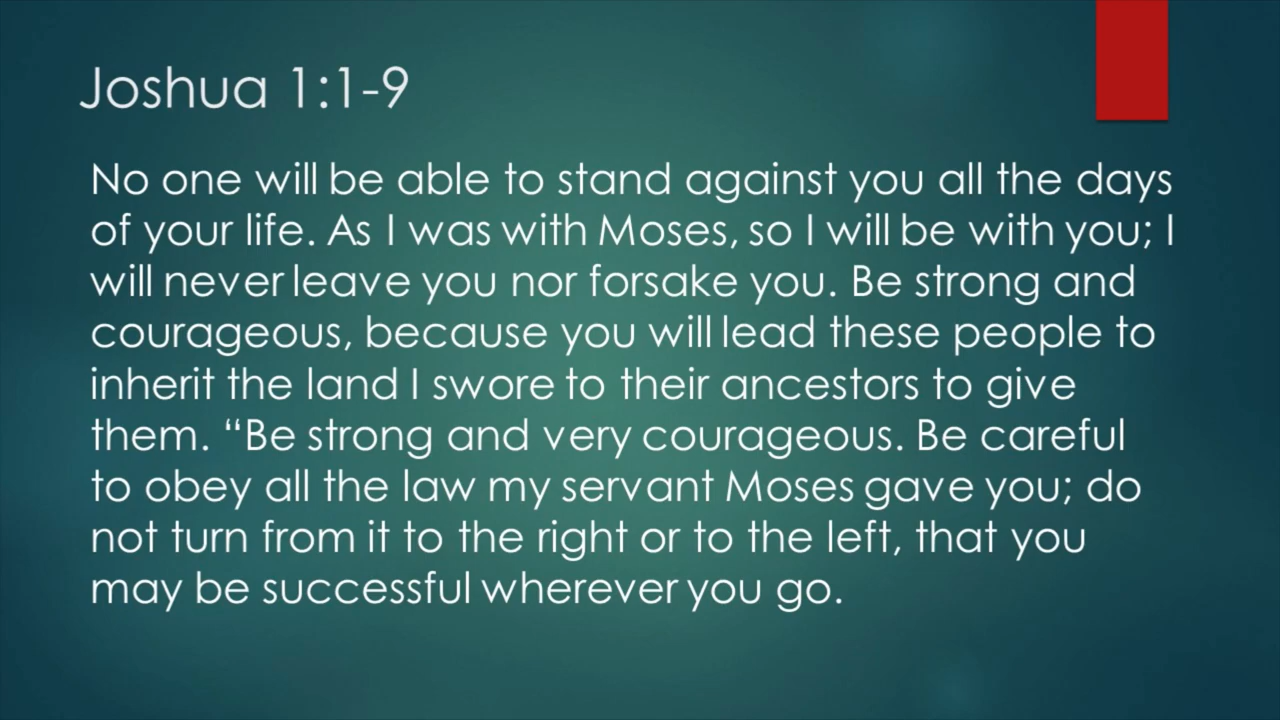 Joshua 1:1-9
No one will be able to stand against you all the days
of your life. As I was with Moses, so I will be with you; I
will never leave you nor forsake you. Be strong and
courageous, because you will lead these people to
inherit the land I swore to their ancestors to give
them. “Be strong and very courageous. Be careful
to obey all the law my servant Moses gave you; do
not turn from it to the right or to the left, that you
may be successful wherever you go.